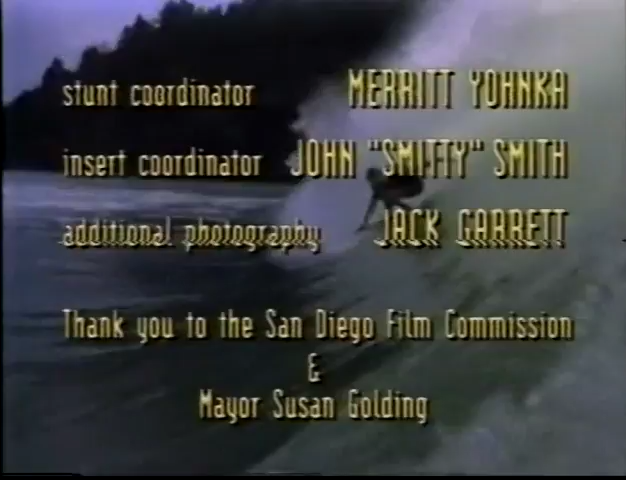 stunt coordinator MERRITT YOHNKA
insert coordinator JOHN "SMITTY" SMITH
additional photography JACK GARRETT
Thank you to the San Diego Film Commission
&
Mayor Susan Golding